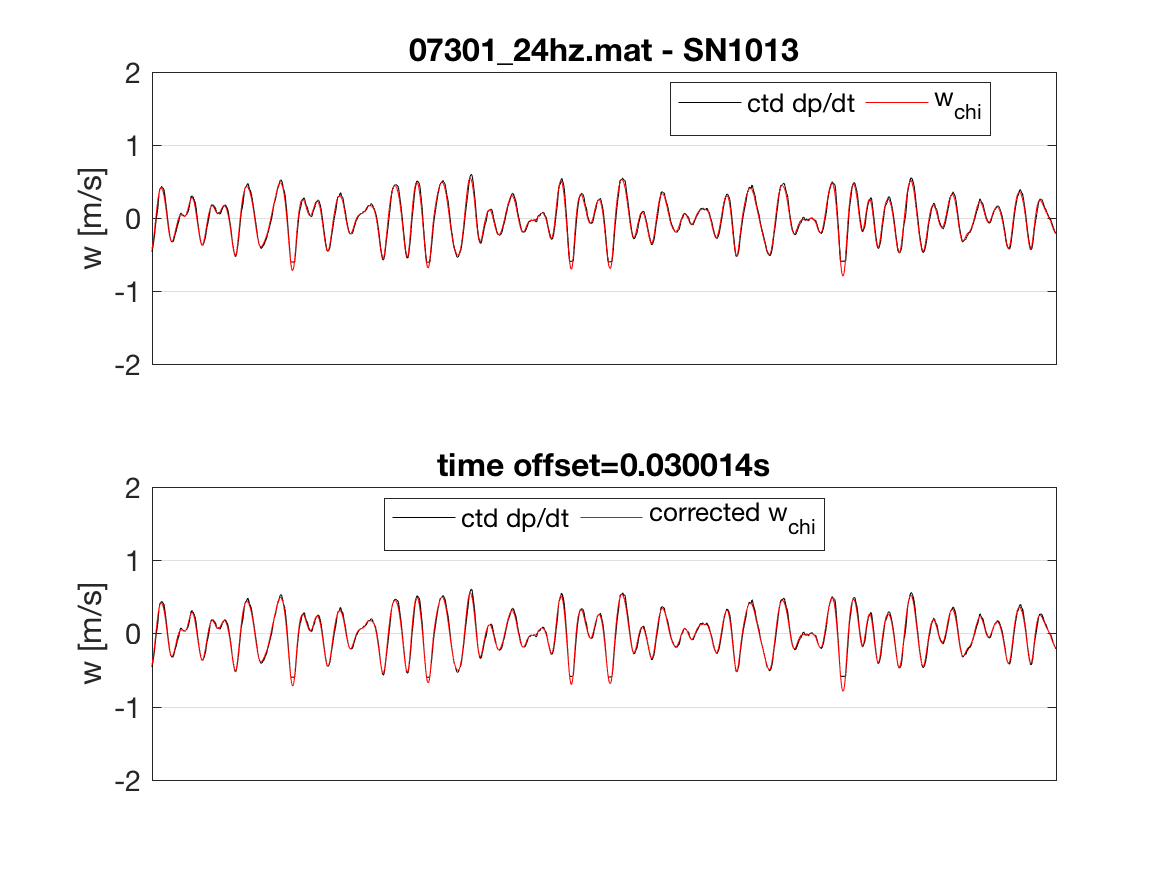 07301_24hz.mat - SN1013
2
ctd dp/dt w_chi
1
0
-1
-2
w [m/s]
time offset=0.030014s
2
ctd dp/dt corrected w_chi
1
0
-1
-2
w [m/s]